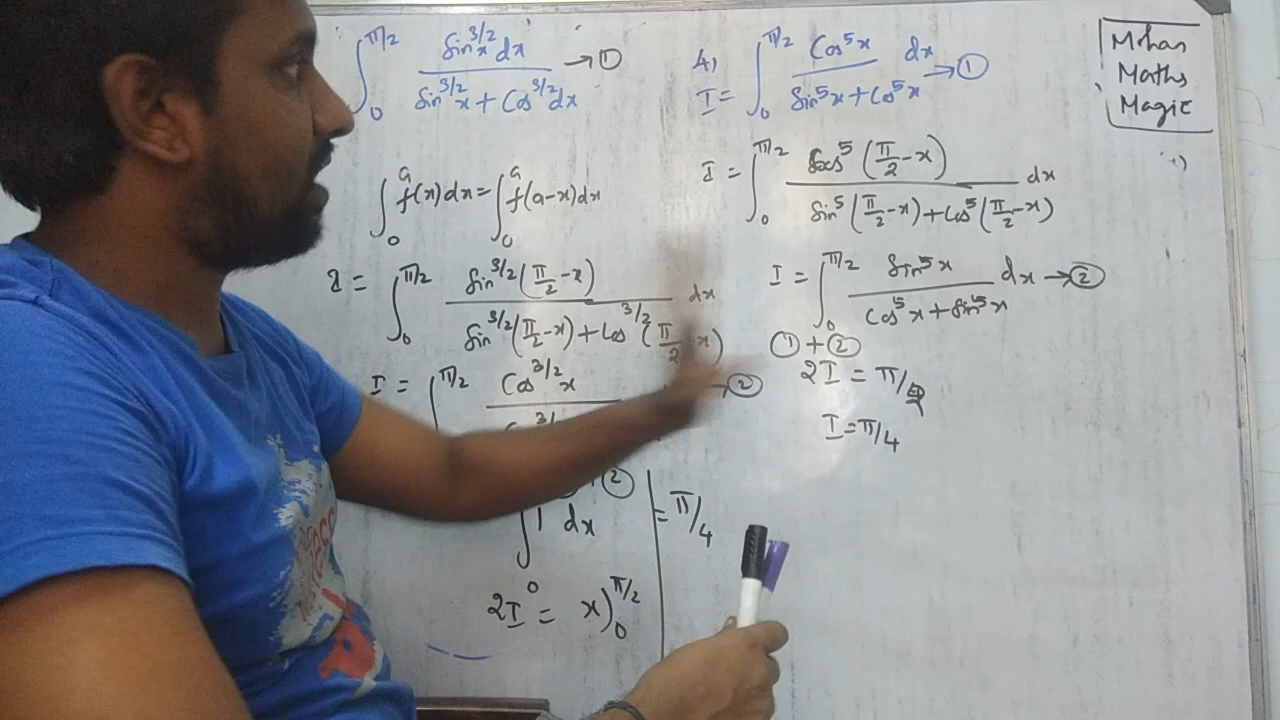 ∫₀^π/2 Sin^3/2 x dx / Sin^3/2 x + Cos^3/2 dx → ①
∫₀^a f(x)dx = ∫₀^a f(a-x)dx
I = ∫₀^π/2 Sin^3/2 (π/2 - x) / Sin^3/2 (π/2 - x) + Cos^3/2 (π/2 - x) dx
I = ∫ π/2 Cos^3/2 x → ②
+ ②
∫₀ 1 dx
2I = x)₀^π/2
= π/4
4) I = ∫₀^π/2 Cos⁵x / Sin⁵x + Cos⁵x dx → ①
I = ∫₀^π/2 Cos⁵ (π/2 - x) / Sin⁵ (π/2 - x) + Cos⁵ (π/2 - x) dx
I = ∫₀^π/2 Sin⁵x / Cos⁵x + Sin⁵x dx → ②
① + ②
2I = π/2
I = π/4
Mohan
Maths
Magic